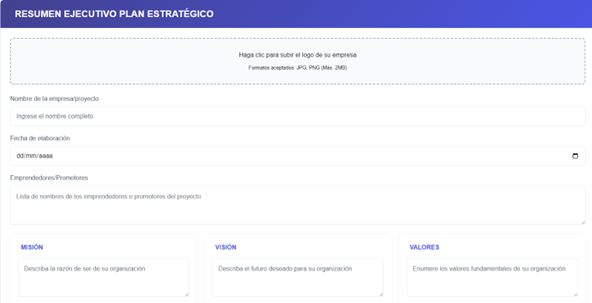 RESUMEN EJECUTIVO PLAN ESTRATÉGICO
Haga clic para subir el logo de su empresa
Formatos aceptados: JPG, PNG (Máx. 2MB)
Nombre de la empresa/proyecto
Ingrese el nombre completo
Fecha de elaboración
dd/mm/aaaa
Emprendedores/Promotores
Lista de nombres de los emprendedores o promotores del proyecto
MISIÓN
VISIÓN
VALORES
Describa la razón de ser de su organización
Describa el futuro deseado para su organización
Enumere los valores fundamentales de su organización